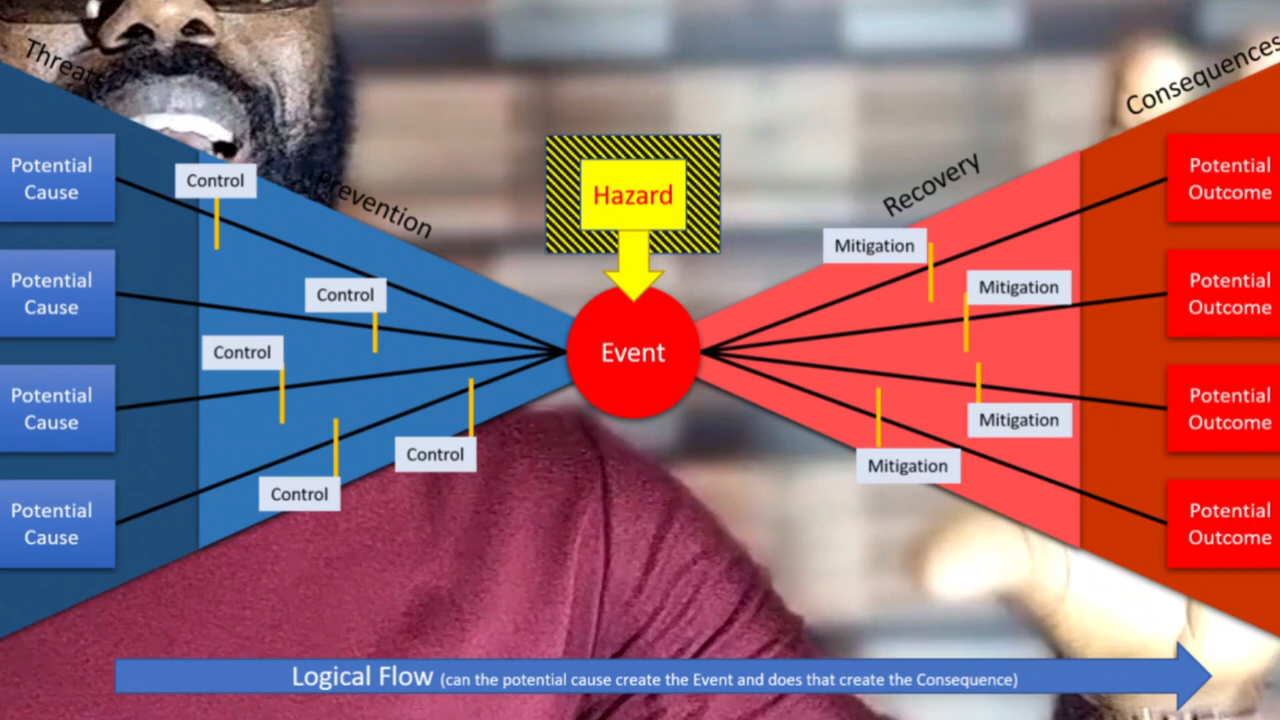 Threats
Consequences
Prevention
Recovery
Hazard
Event
Potential
Cause
Potential
Cause
Potential
Cause
Potential
Cause
Control
Control
Control
Control
Control
Mitigation
Mitigation
Mitigation
Mitigation
Potential
Outcome
Potential
Outcome
Potential
Outcome
Potential
Outcome
Logical Flow (can the potential cause create the Event and does that create the Consequence)